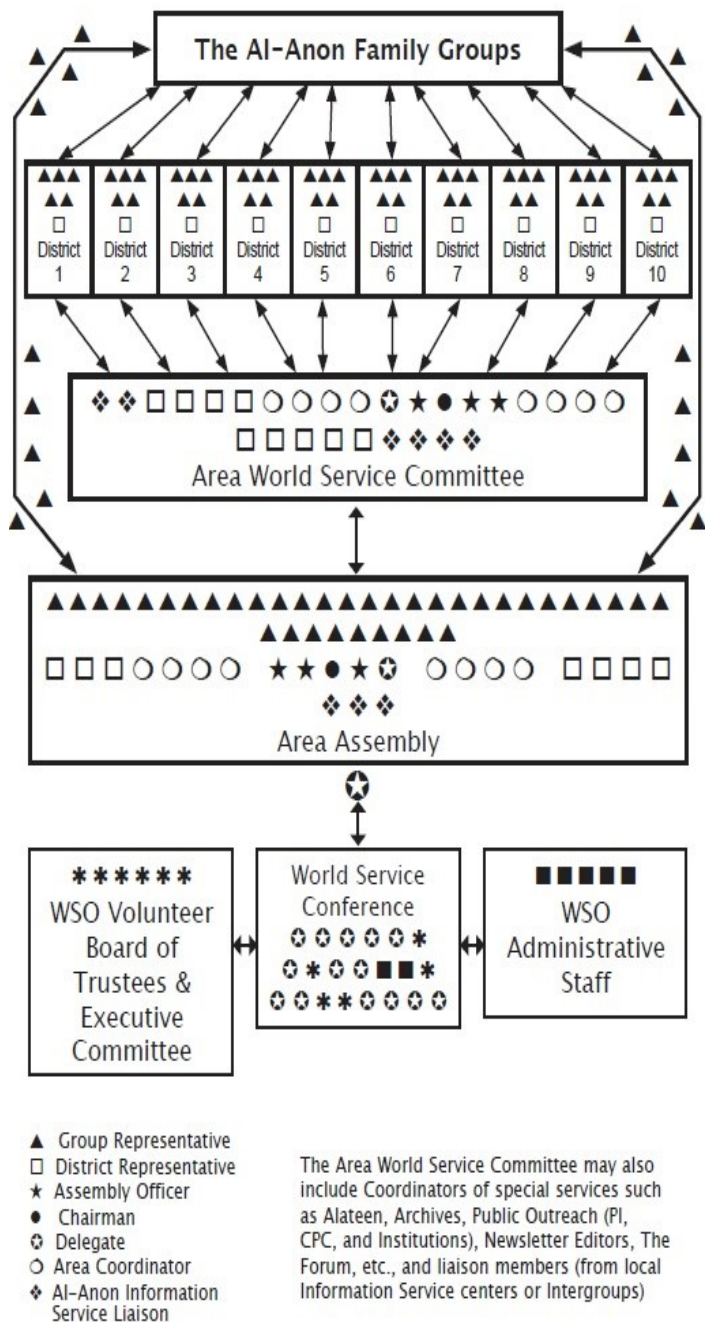 The Al-Anon Family Groups
District
1
District
2
District
3
District
4
District
5
District
6
District
7
District
8
District
9
District
10
Area World Service Committee
Area Assembly
WSO Volunteer
Board of
Trustees &
Executive
Committee
World Service
Conference
WSO
Administrative
Staff
Group Representative
District Representative
Assembly Officer
Chairman
Delegate
Area Coordinator
Al-Anon Information
Service Liaison
The Area World Service Committee may also
include Coordinators of special services such
as Alateen, Archives, Public Outreach (PI,
CPC, and Institutions), Newsletter Editors, The
Forum, etc., and liaison members (from local
Information Service centers or Intergroups)